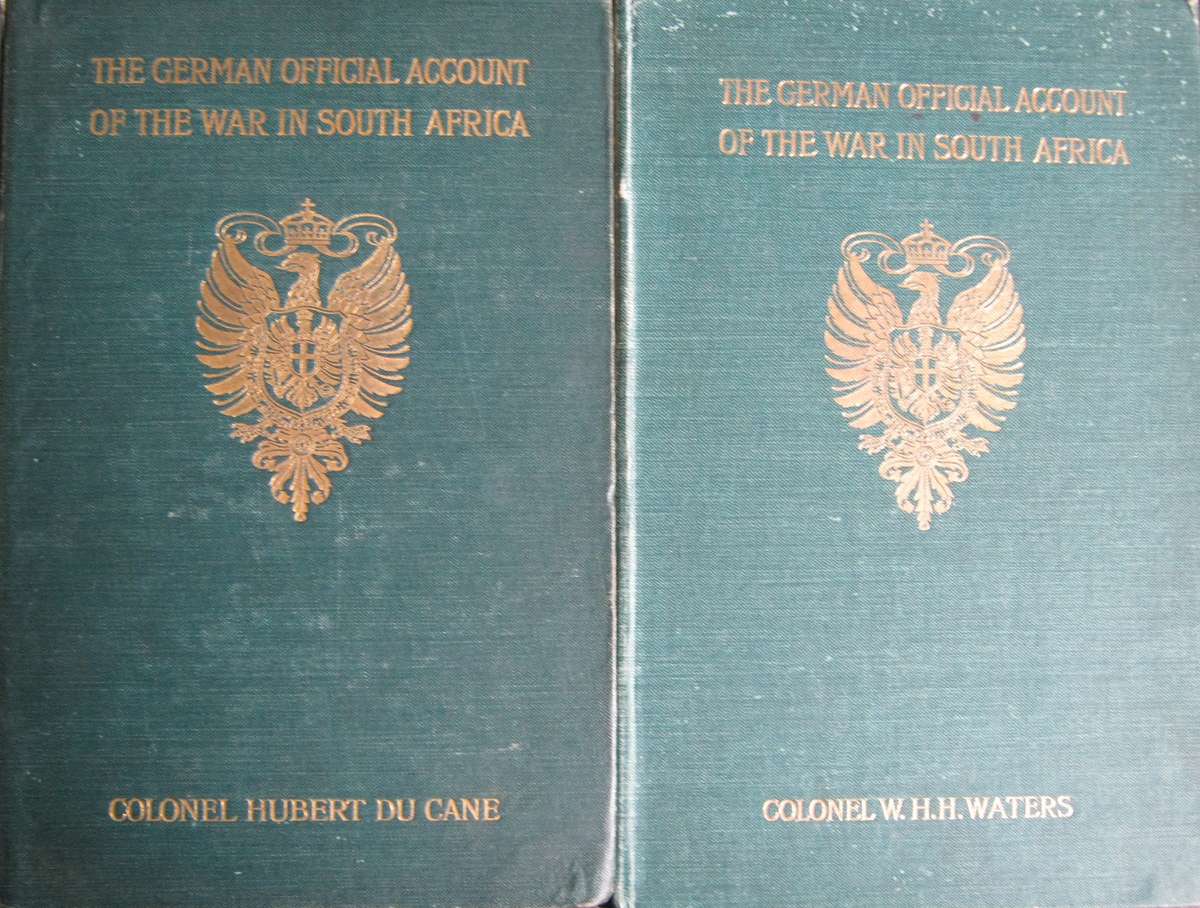 THE GERMAN OFFICIAL ACCOUNT
OF THE WAR IN SOUTH AFRICA
COLONEL HUBERT DU CANE
THE GERMAN OFFICIAL ACCOUNT
OF THE WAR IN SOUTH AFRICA
COLONEL W. H. H. WATERS